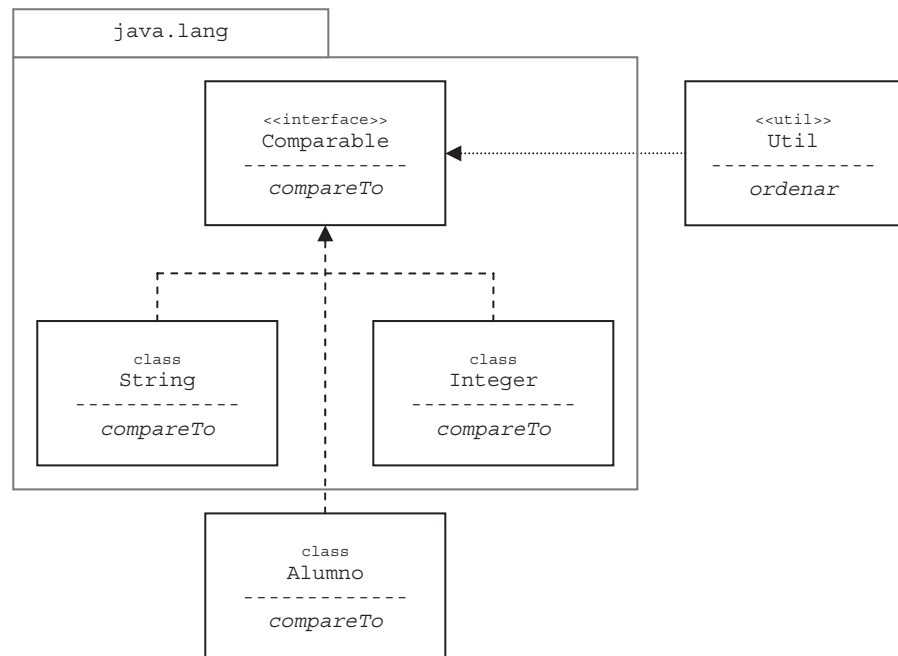 java.lang
<<interface>>
Comparable
-------------
compareTo
<<util>>
Util
-------------
ordenar
class
String
-------------
compareTo
class
Integer
-------------
compareTo
class
Alumno
-------------
compareTo